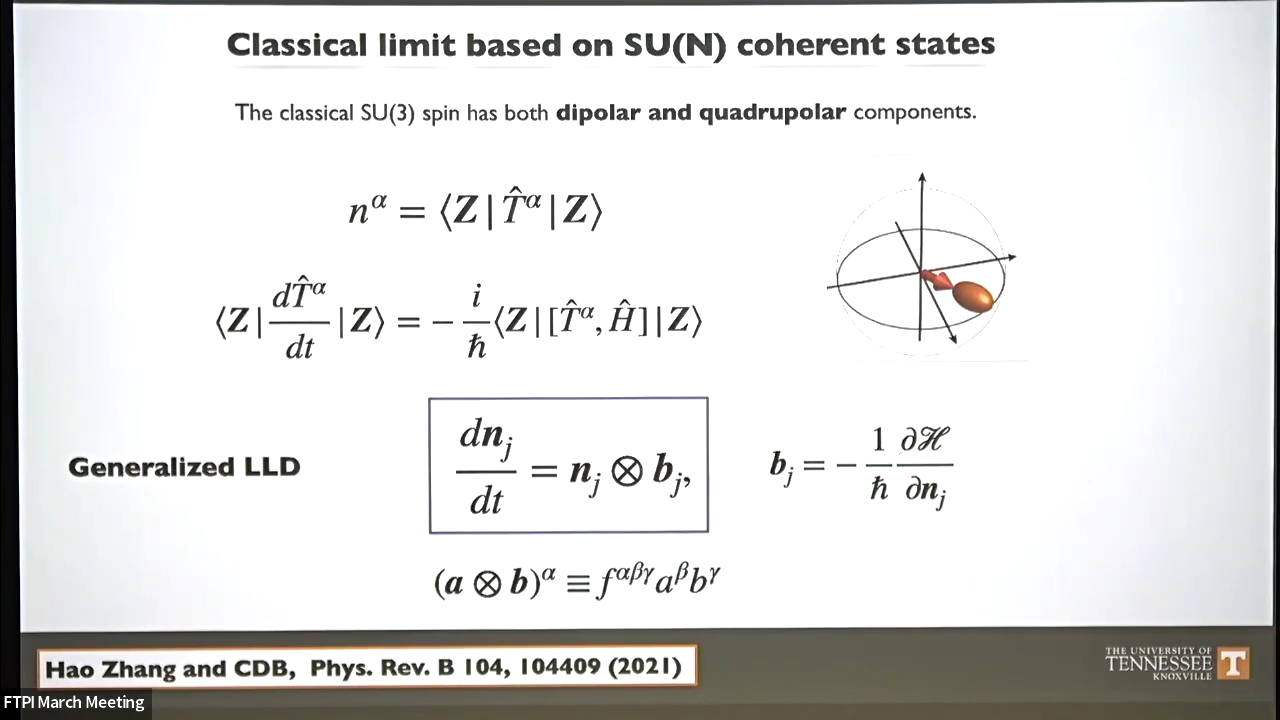 Classical limit based on SU(N) coherent states
The classical SU(3) spin has both dipolar and quadrupolar components.
n^α = ⟨Z | T̂^α | Z⟩
⟨Z | dT̂^α/dt | Z⟩ = − i/ħ ⟨Z | [T̂^α, Ĥ] | Z⟩
Generalized LLD
dn_j/dt = n_j ⊗ b_j,
b_j = − 1/ħ ∂ℋ/∂n_j
(a ⊗ b)^α ≡ f^{αβγ} a^β b^γ
Hao Zhang and CDB, Phys. Rev. B 104, 104409 (2021)
THE UNIVERSITY OF
TENNESSEE
KNOXVILLE
T
FTPI March Meeting